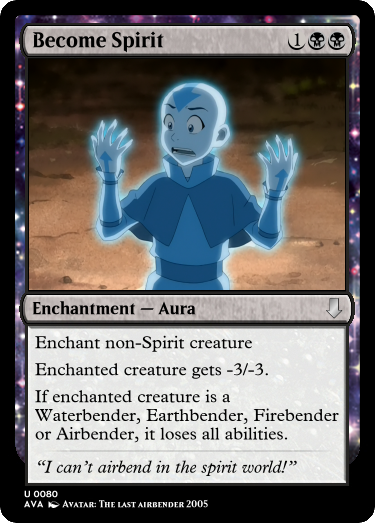 Become Spirit 1
Enchantment — Aura
Enchant non-Spirit creature
Enchanted creature gets -3/-3.
If enchanted creature is a
Waterbender, Earthbender, Firebender
or Airbender, it loses all abilities.
“I can't airbend in the spirit world!”
U 0080
AVA Avatar: The last airbender 2005